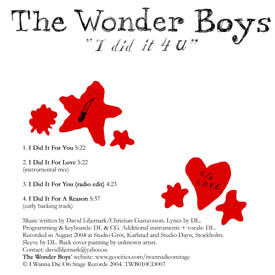 The Wonder Boys
"I did it 4 U"
c/o
LOVE
1. I Did It For You 5:22
2. I Did It For Love 5:22
(instrumental mix)
3. I Did It For You (radio edit) 4:23
4. I Did It For A Reason 5:37
(early backing track)
Music written by David Liljemark/Christian Gustavsson. Lyrics by DL.
Programming & keyboards: DL & CG. Additional instruments + vocals: DL.
Recorded in August 2004 at Studio Gröt, Karlstad and Studio Dayu, Stockholm.
Sleeve by DL. Back cover painting by unknown artist.
Contact: davidliljemark@yahoo.se
The Wonder Boys' website: www.geocities.com/iwannadieonstage
© I Wanna Die On Stage Records 2004. TWB010CD007